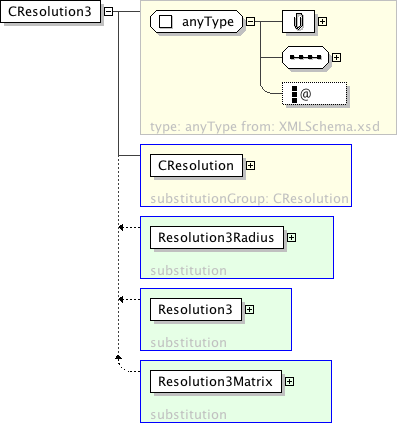 CResolution3
anyType
@
type: anyType from: XMLSchema.xsd
CResolution
substitutionGroup: CResolution
Resolution3Radius
substitution
Resolution3
substitution
Resolution3Matrix
substitution